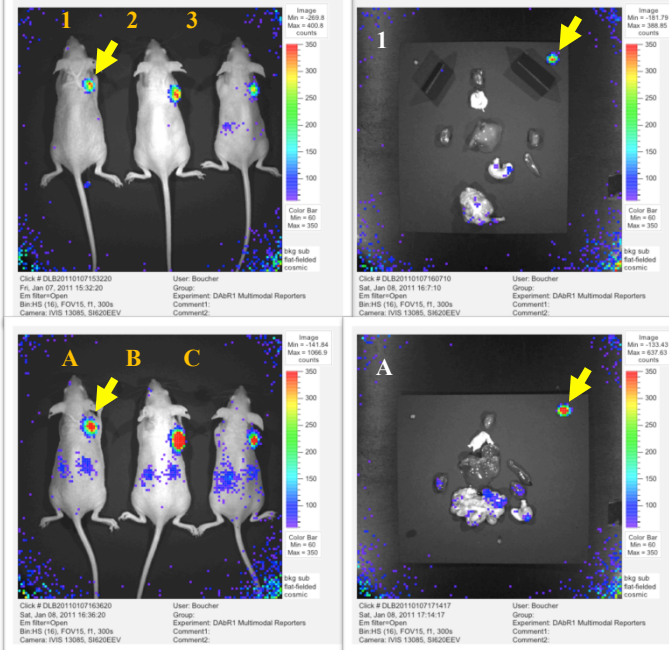 1 2 3
Image
Min = -269.8
Max = 400.8
counts
350
300
250
200
150
100
Color Bar
Min = 60
Max = 350
bkg sub
flat-fielded
cosmic
Click # DLB20110107153220
Fri, Jan 07, 2011 15:32:20
Em filter=Open
Bin:HS (16), FOV15, f1, 300s
Camera: IVIS 13085, SI620EEV
User: Boucher
Group:
Experiment: DAbR1 Multimodal Reporters
Comment1:
Comment2:
1
Image
Min = -181.79
Max = 388.85
counts
350
300
250
200
150
100
Color Bar
Min = 60
Max = 350
bkg sub
flat-fielded
cosmic
Click # DLB20110107160710
Sat, Jan 08, 2011 16:7:10
Em filter=Open
Bin:HS (16), FOV15, f1, 300s
Camera: IVIS 13085, SI620EEV
User: Boucher
Group:
Experiment: DAbR1 Multimodal Reporters
Comment1:
Comment2:
A B C
Image
Min = -141.84
Max = 1066.9
counts
350
300
250
200
150
100
Color Bar
Min = 60
Max = 350
bkg sub
flat-fielded
cosmic
Click # DLB20110107163620
Sat, Jan 08, 2011 16:36:20
Em filter=Open
Bin:HS (16), FOV15, f1, 300s
Camera: IVIS 13085, SI620EEV
User: Boucher
Group:
Experiment: DAbR1 Multimodal Reporters
Comment1:
Comment2:
A
Image
Min = -133.43
Max = 637.63
counts
350
300
250
200
150
100
Color Bar
Min = 60
Max = 350
bkg sub
flat-fielded
cosmic
Click # DLB20110107171417
Sat, Jan 08, 2011 17:14:17
Em filter=Open
Bin:HS (16), FOV15, f1, 300s
Camera: IVIS 13085, SI620EEV
User: Boucher
Group:
Experiment: DAbR1 Multimodal Reporters
Comment1:
Comment2: